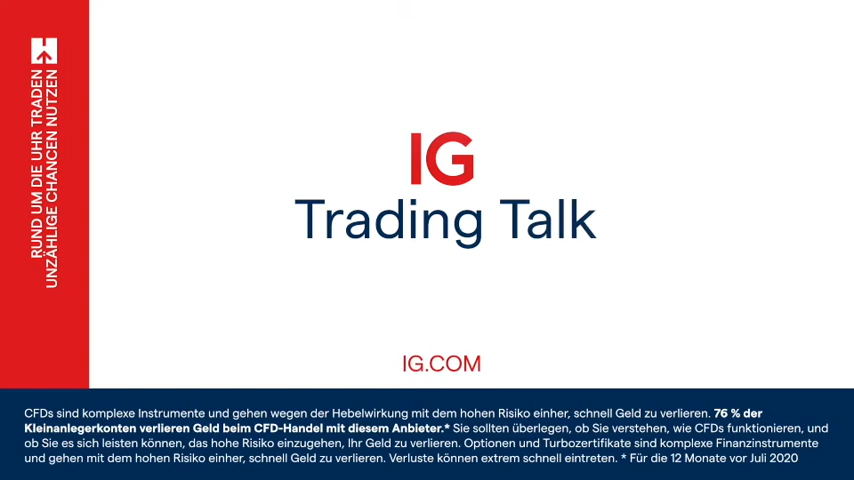 RUND UM DIE UHR TRADEN
UNZÄHLIGE CHANCEN NUTZEN
IG
Trading Talk
IG.COM
CFDs sind komplexe Instrumente und gehen wegen der Hebelwirkung mit dem hohen Risiko einher, schnell Geld zu verlieren. 76 % der
Kleinanlegerkonten verlieren Geld beim CFD-Handel mit diesem Anbieter.* Sie sollten überlegen, ob Sie verstehen, wie CFDs funktionieren, und
ob Sie es sich leisten können, das hohe Risiko einzugehen, Ihr Geld zu verlieren. Optionen und Turbozertifikate sind komplexe Finanzinstrumente
und gehen mit dem hohen Risiko einher, schnell Geld zu verlieren. Verluste können extrem schnell eintreten. * Für die 12 Monate vor Juli 2020